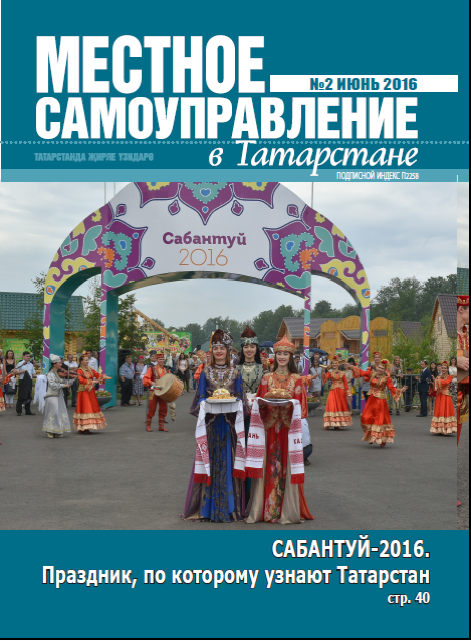 МЕСТНОЕ
№2 ИЮНЬ 2016
САМОУПРАВЛЕНИЕ
в Татарстане
ТАТАРСТАНДА ҖИРЛЕ ҮЗИДАРӘ
ПОДПИСНОЙ ИНДЕКС П2258
Сабантуй
2016
САБАНТУЙ-2016.
Праздник, по которому узнают Татарстан
стр. 40